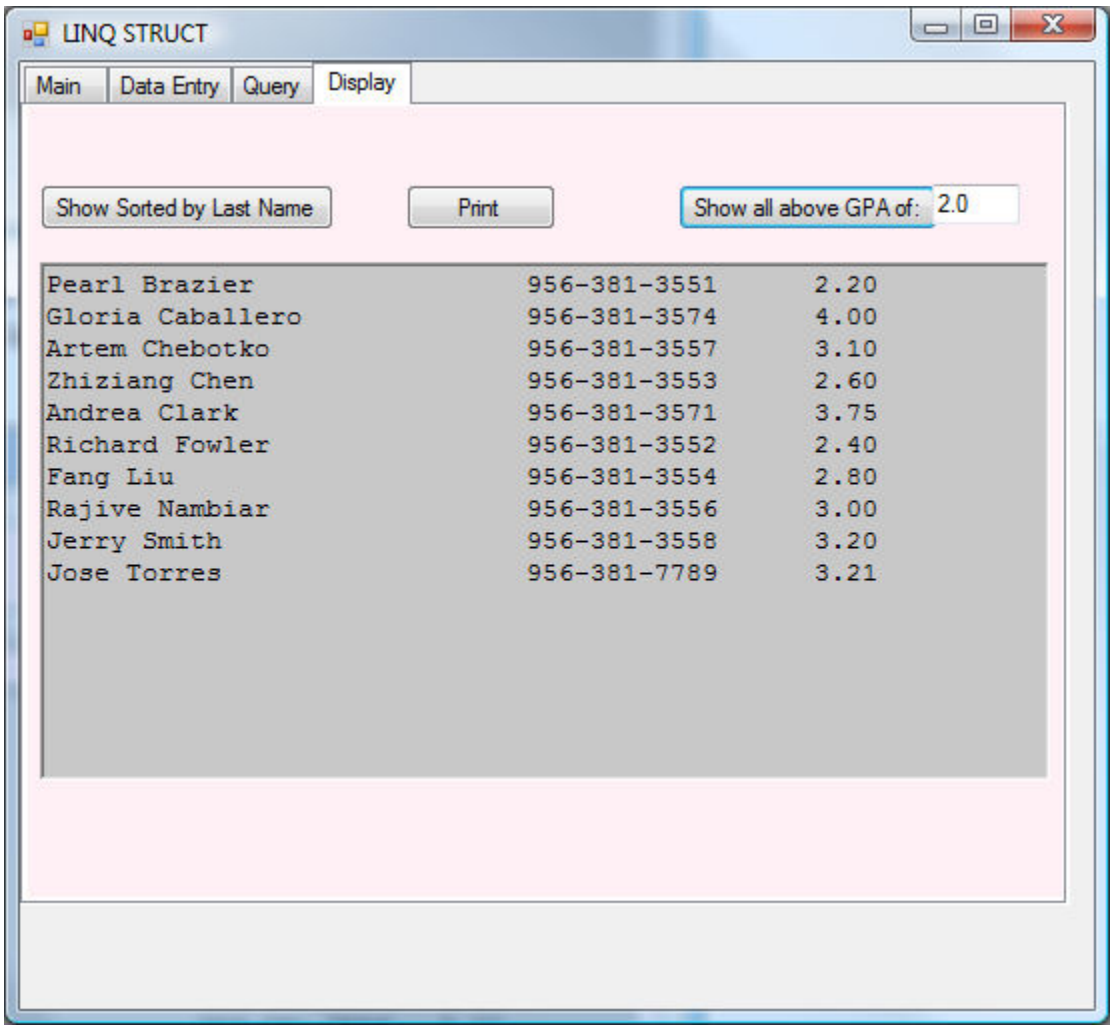 LINQ STRUCT
Main Data Entry Query Display
Show Sorted by Last Name Print Show all above GPA of: 2.0
Pearl Brazier 956-381-3551 2.20
Gloria Caballero 956-381-3574 4.00
Artem Chebotko 956-381-3557 3.10
Zhiziang Chen 956-381-3553 2.60
Andrea Clark 956-381-3571 3.75
Richard Fowler 956-381-3552 2.40
Fang Liu 956-381-3554 2.80
Rajive Nambiar 956-381-3556 3.00
Jerry Smith 956-381-3558 3.20
Jose Torres 956-381-7789 3.21